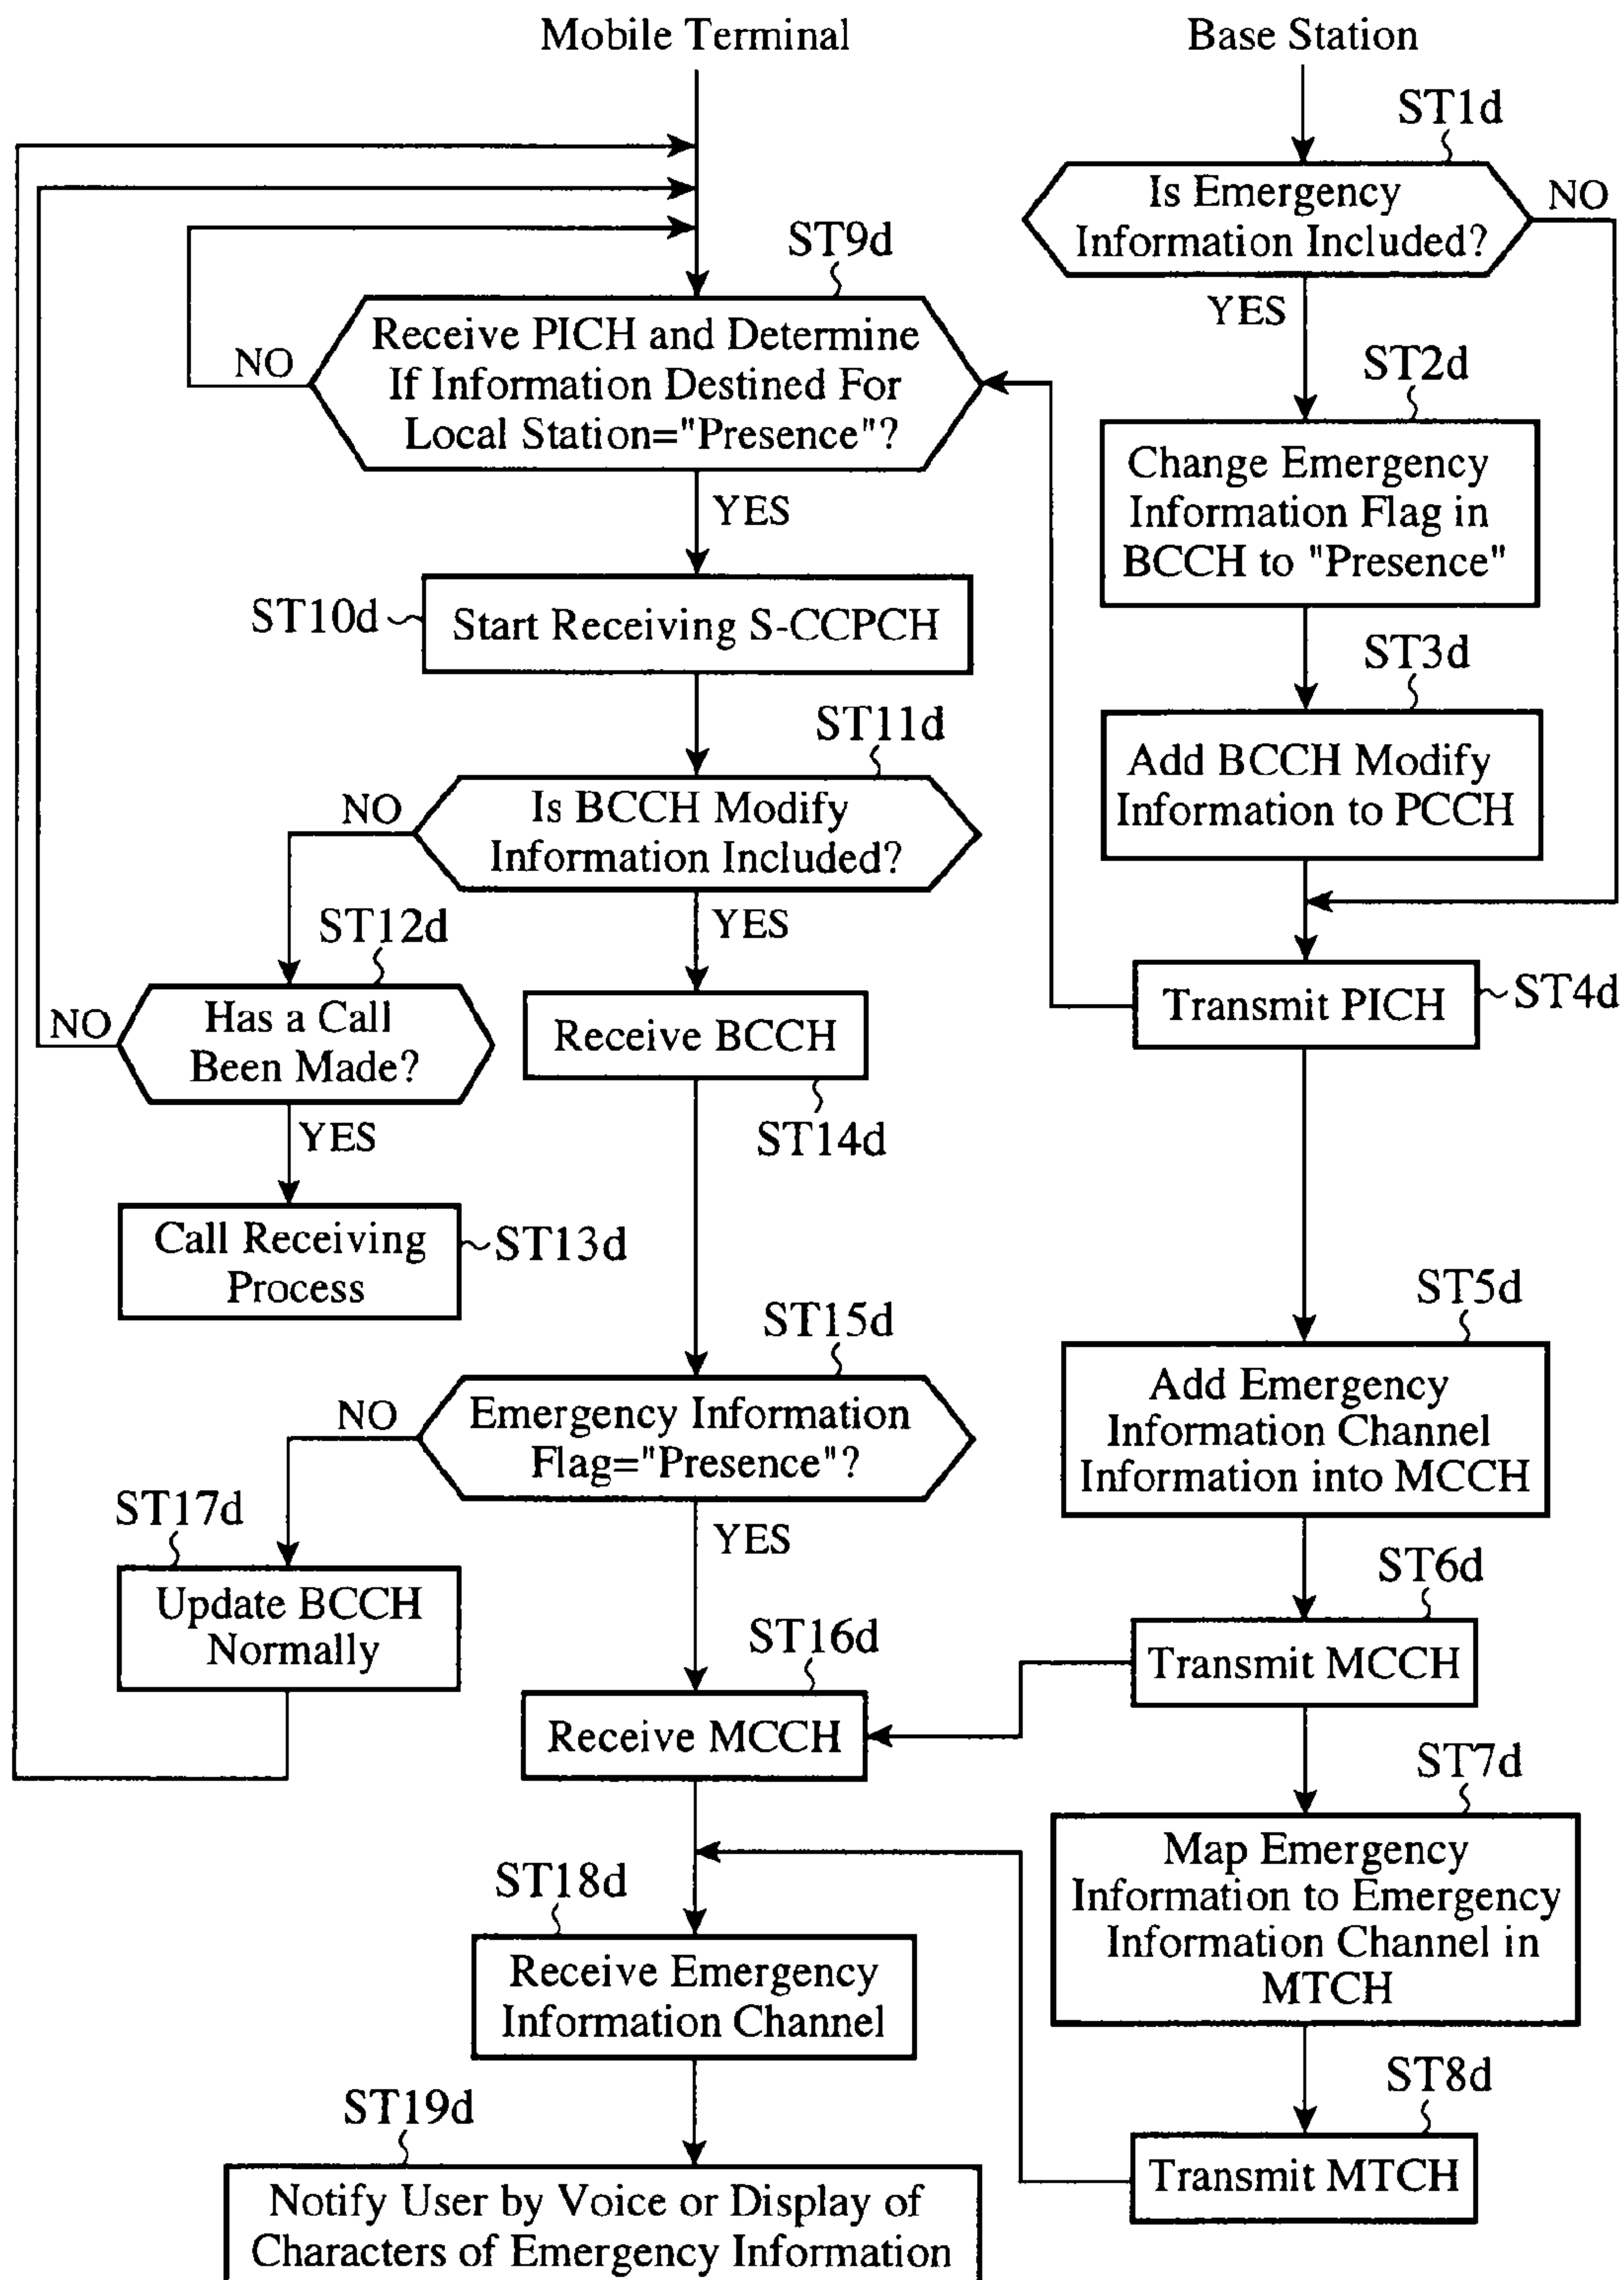 Mobile Terminal
Base Station
ST1d
Is Emergency
Information Included?
NO
YES
ST2d
Change Emergency
Information Flag in
BCCH to "Presence"
ST3d
Add BCCH Modify
Information to PCCH
Transmit PICH
ST4d
ST5d
Add Emergency
Information Channel
Information into MCCH
ST6d
Transmit MCCH
ST7d
Map Emergency
Information to Emergency
Information Channel in
MTCH
ST8d
Transmit MTCH
ST9d
Receive PICH and Determine
If Information Destined For
Local Station="Presence"?
NO
YES
ST10d
Start Receiving S-CCPCH
ST11d
Is BCCH Modify
Information Included?
NO
YES
ST12d
Has a Call
Been Made?
NO
YES
Call Receiving
Process
ST13d
Receive BCCH
ST14d
ST15d
Emergency Information
Flag="Presence"?
NO
YES
ST17d
Update BCCH
Normally
ST16d
Receive MCCH
ST18d
Receive Emergency
Information Channel
ST19d
Notify User by Voice or Display of
Characters of Emergency Information